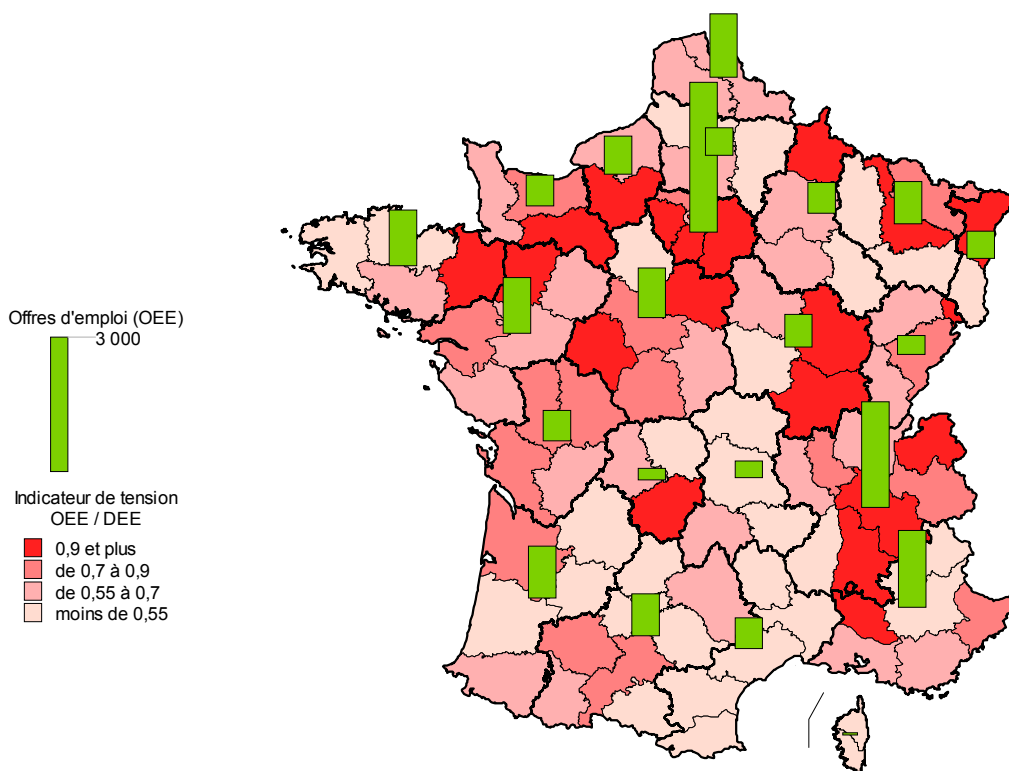 Offres d'emploi (OEE)
3 000
Indicateur de tension
OEE / DEE
0,9 et plus
de 0,7 à 0,9
de 0,55 à 0,7
moins de 0,55